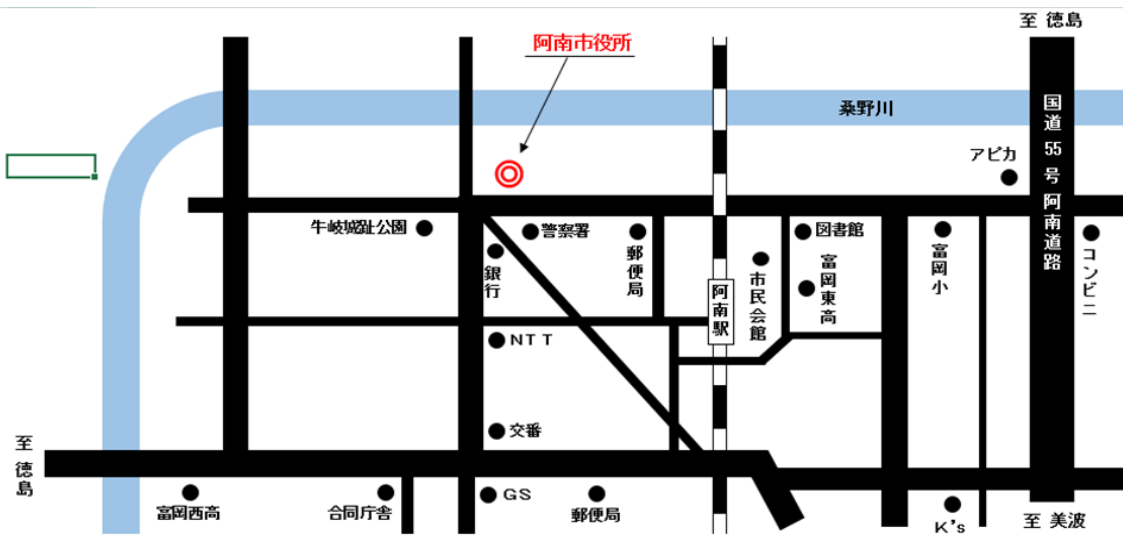 至 徳島
阿南市役所
桑野川
国道55号阿南道路
アピカ
牛岐城趾公園
警察署
郵便局
銀行
図書館
富岡東高
市民会館
富岡小
コンビニ
阿南駅
NTT
交番
至 徳島
富岡西高
合同庁舎
GS
郵便局
K's
至 美波